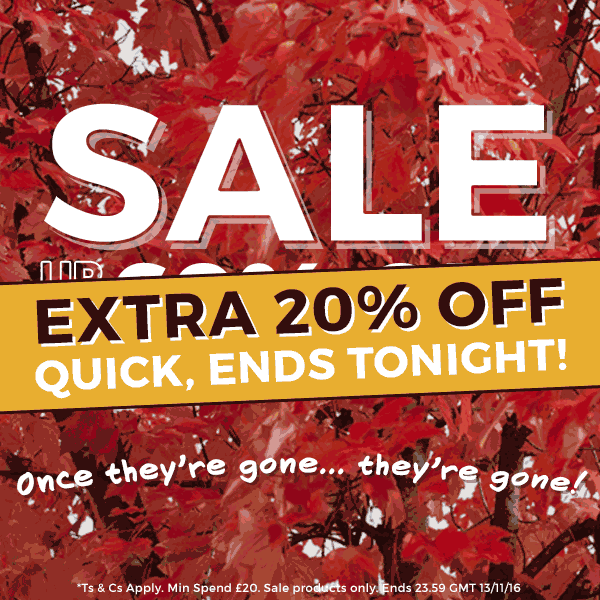 SALE
UP
EXTRA 20% OFF
QUICK, ENDS TONIGHT!
Once they're gone... they're gone!
*Ts & Cs Apply. Min Spend £20. Sale products only. Ends 23.59 GMT 13/11/16